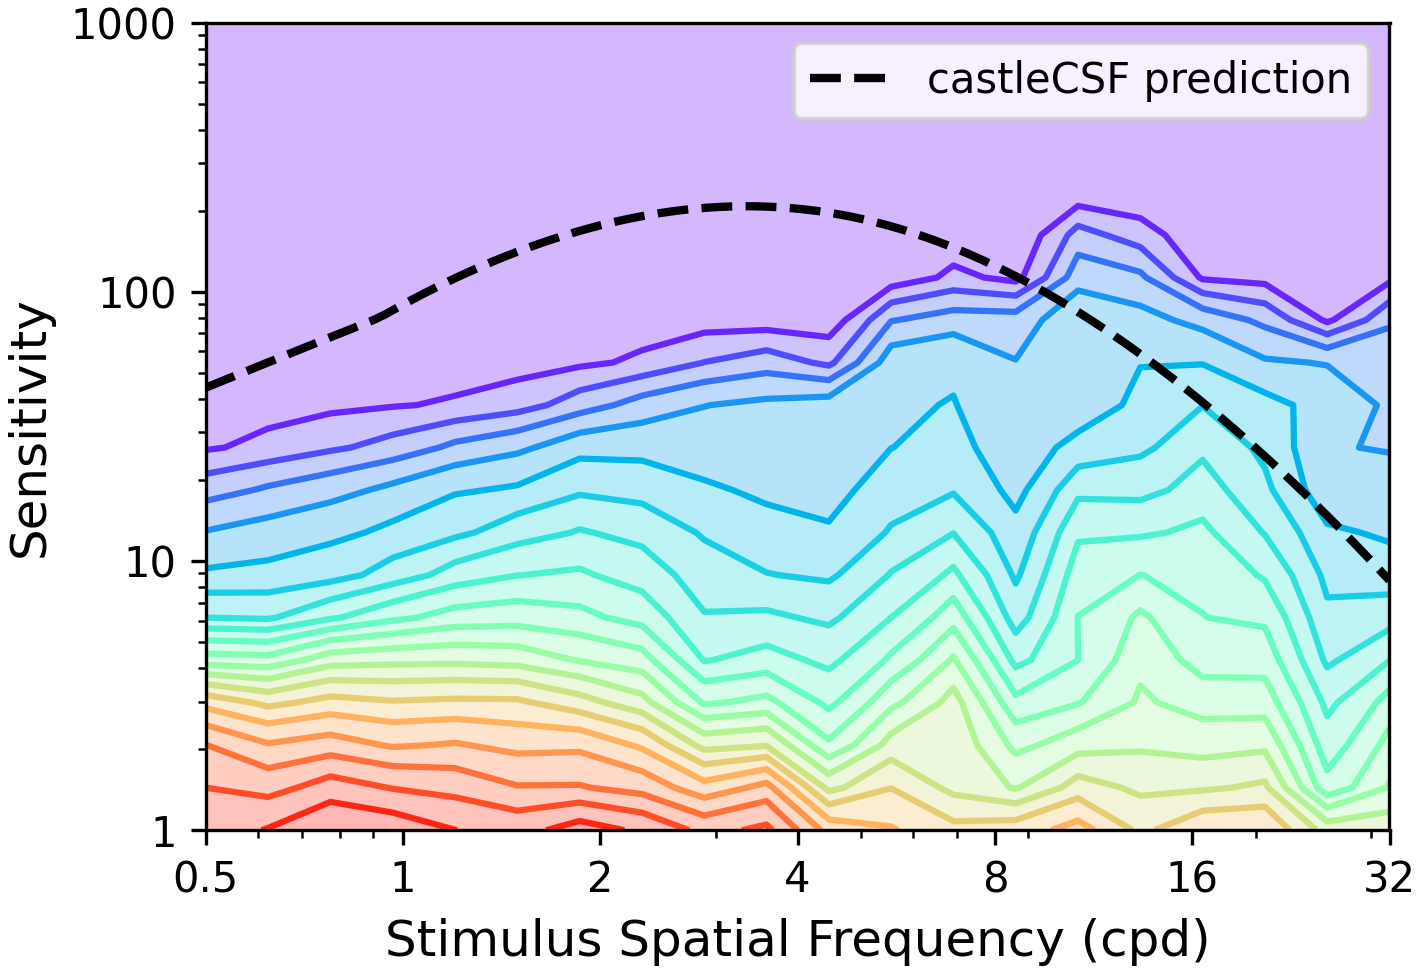 1000
castleCSF prediction
100
Sensitivity
10
1
0.5 1 2 4 8 16 32
Stimulus Spatial Frequency (cpd)